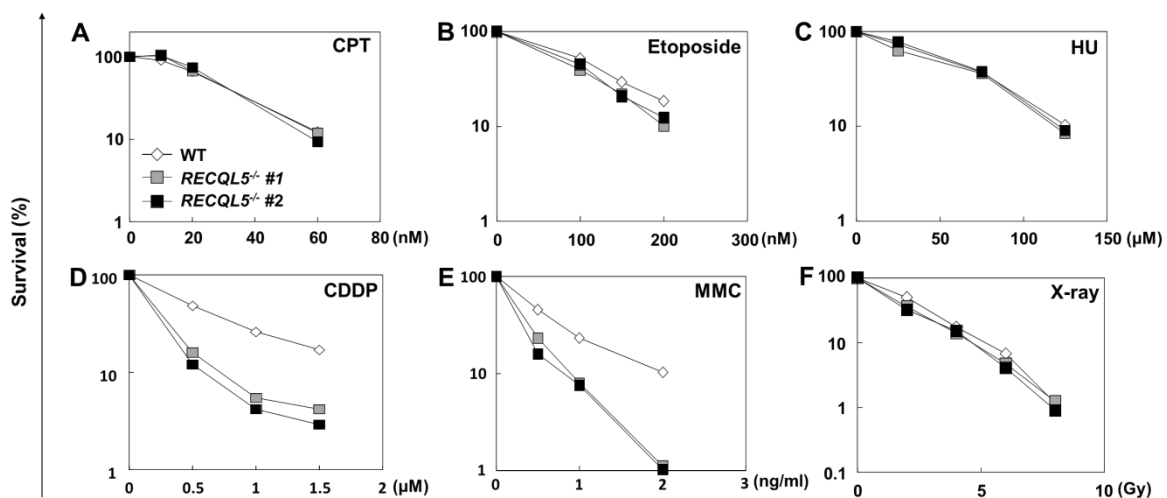 Survival (%)
A
CPT
100
10
1
0 20 40 60 80 (nM)
WT
RECQL5-/- #1
RECQL5-/- #2
B
Etoposide
100
10
1
0 100 200 300 (nM)
C
HU
100
10
1
0 50 100 150 (μM)
D
CDDP
100
10
1
0 0.5 1 1.5 2 (μM)
E
MMC
100
10
1
0 1 2 3 (ng/ml)
F
X-ray
100
10
1
0.1
0 5 10 (Gy)